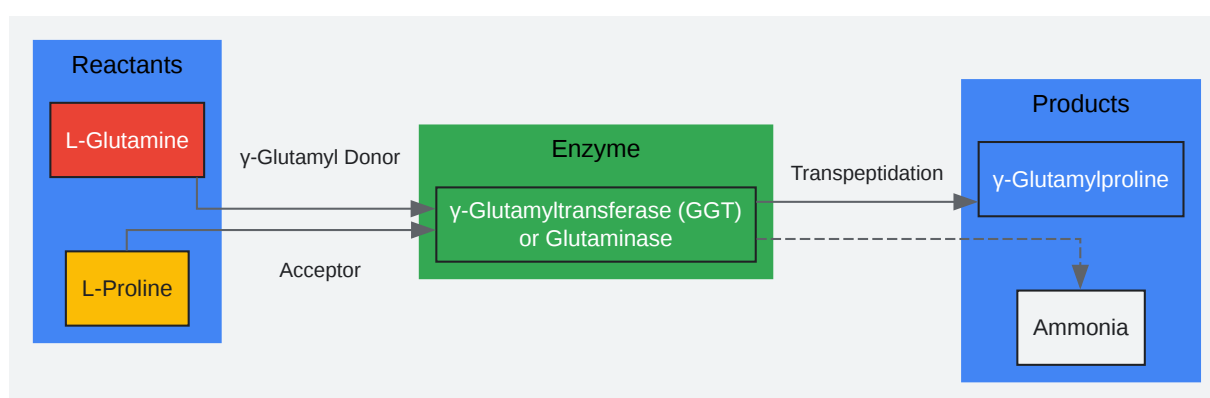 Reactants
L-Glutamine
L-Proline
γ-Glutamyl Donor
Acceptor
Enzyme
γ-Glutamyltransferase (GGT)
or Glutaminase
Transpeptidation
Products
γ-Glutamylproline
Ammonia